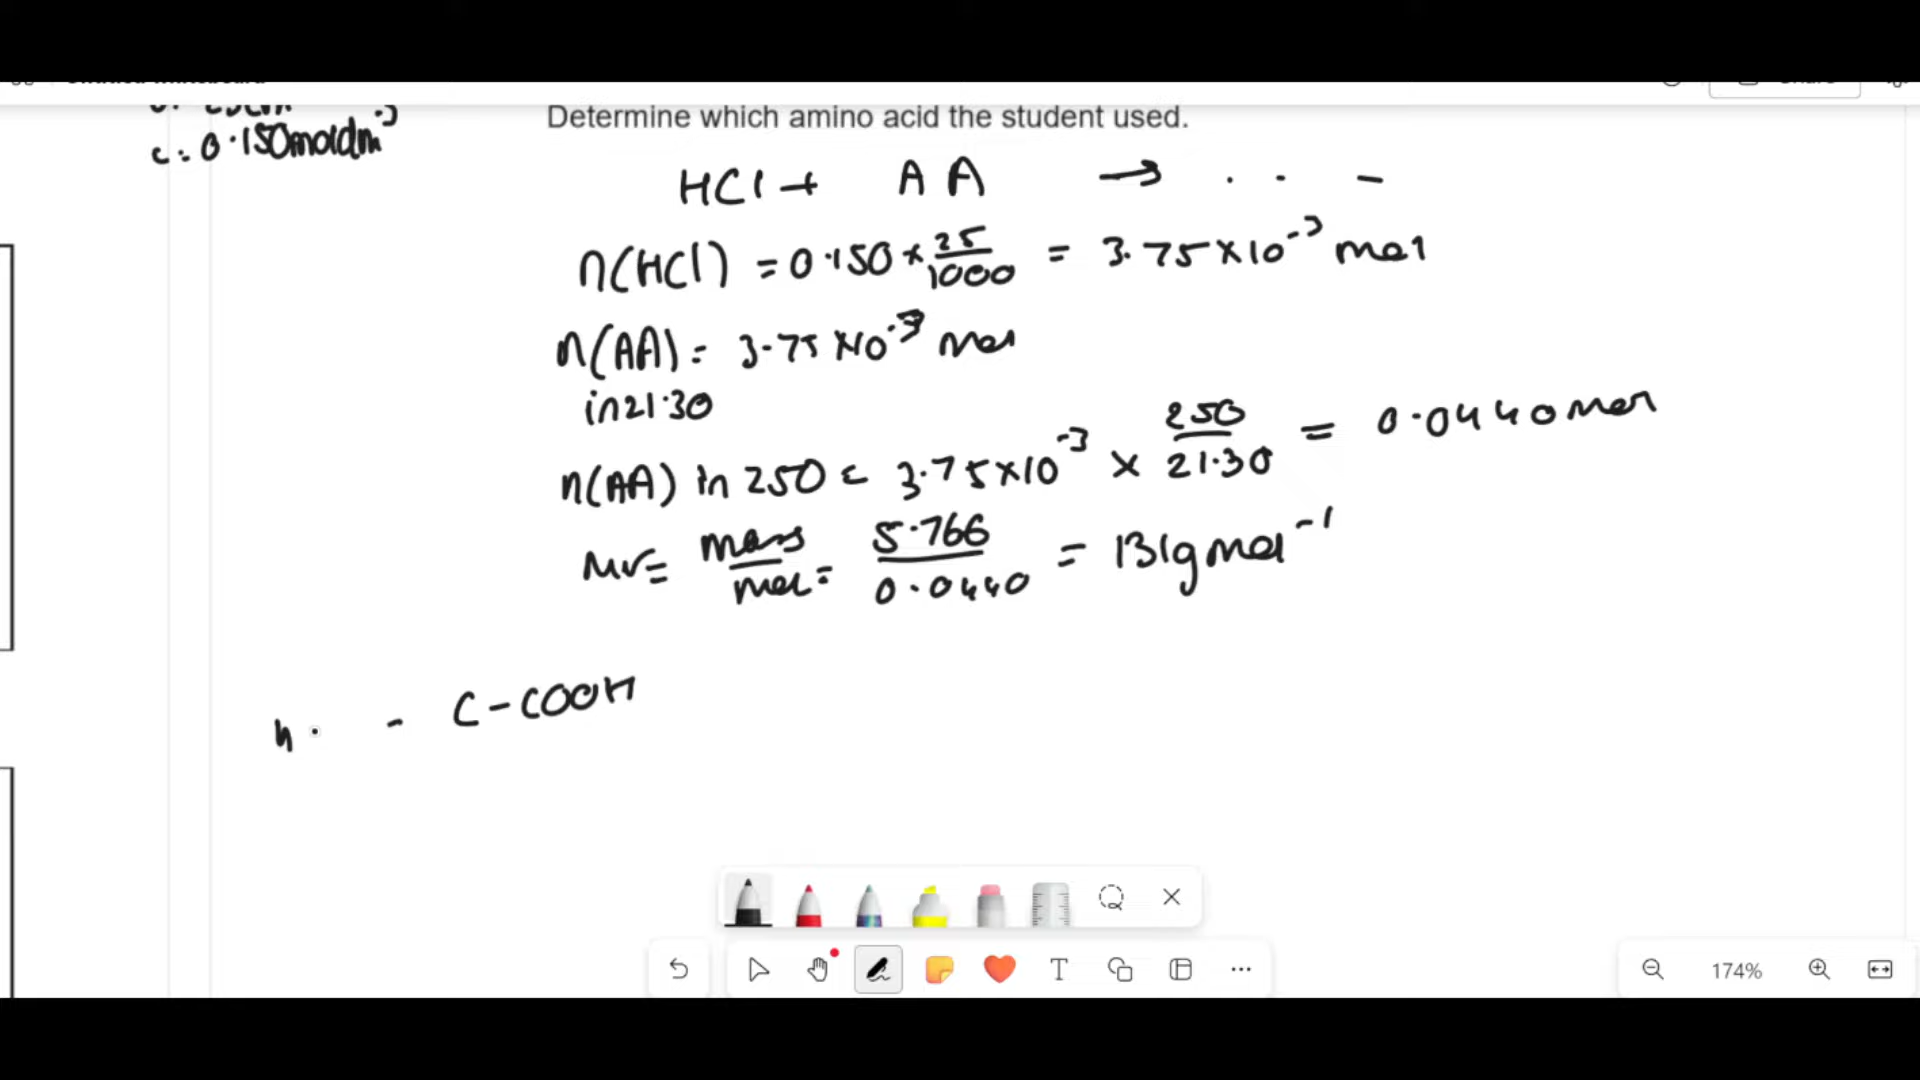 c = 0.150moldm⁻³
Determine which amino acid the student used.
HCl + AA → . . -
n(HCl) = 0.150 × 25/1000 = 3.75×10⁻³ mol
n(AA) = 3.75×10⁻³ mol
in 21.30
n(AA) in 250 = 3.75×10⁻³ × 250/21.30 = 0.0440 mol
Mr = mass/mol = 5.766/0.0440 = 131gmol⁻¹
- C-COOH
T
174%